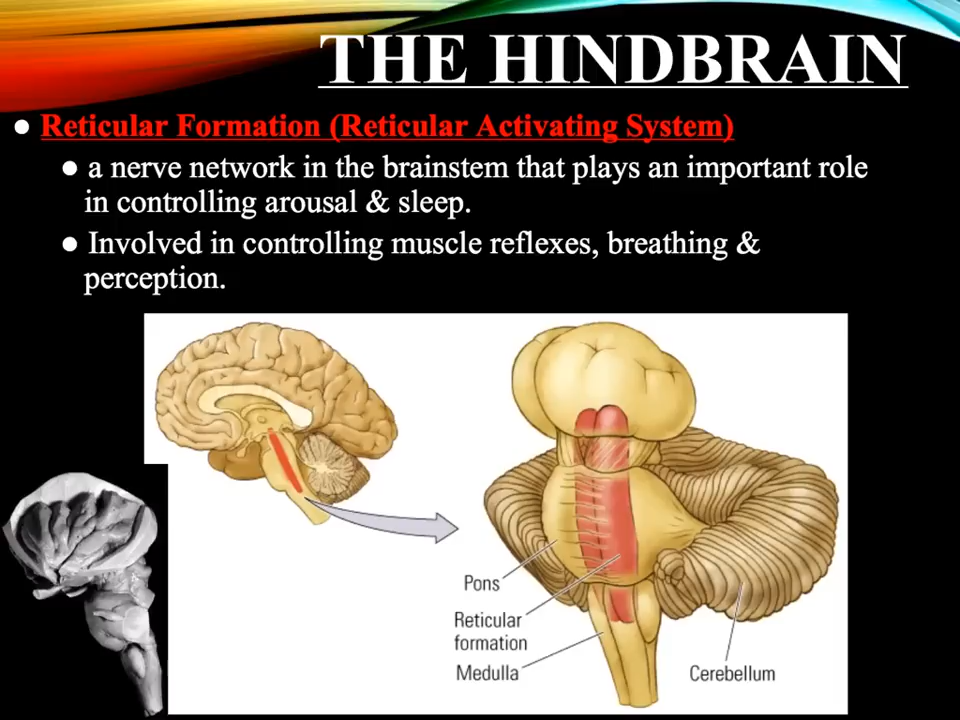 THE HINDBRAIN
● Reticular Formation (Reticular Activating System)
● a nerve network in the brainstem that plays an important role
in controlling arousal & sleep.
● Involved in controlling muscle reflexes, breathing &
perception.
Pons
Reticular
formation
Medulla
Cerebellum